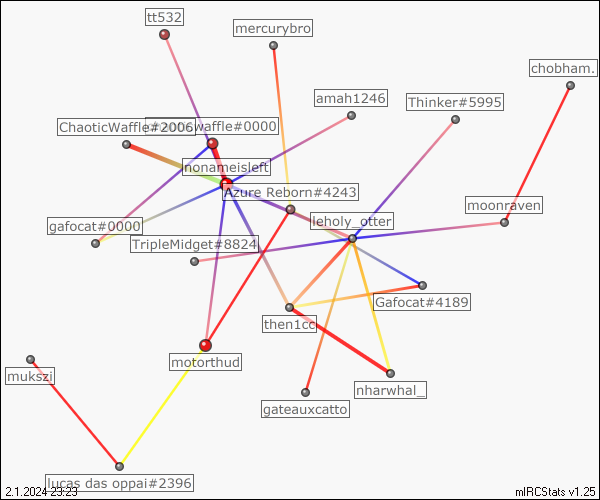 tt532
mercurybro
chobham.
amah1246
Thinker#5995
ChaoticWaffle#2006
waffle#0000
nonameisleft
Azure Reborn#4243
moonraven
leholy_otter
gafocat#0000
TripleMidget#8824
Gafocat#4189
then1cc
motorthud
mukszi
nharwhal_
gateauxcatto
lucas das oppai#2396
2.1.2024 23:23
mIRCStats v1.25